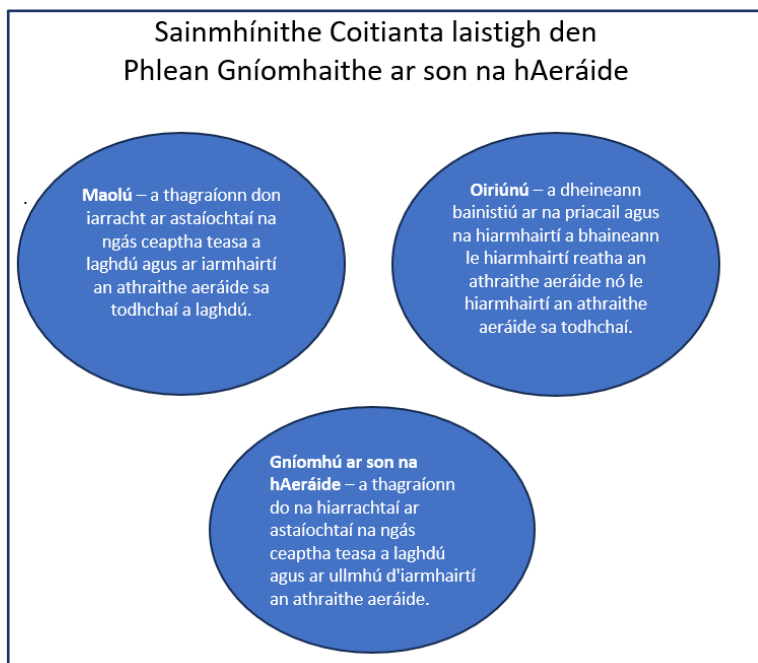 Sainmhínithe Coitianta laistigh den
Phlean Gníomhaithe ar son na hAeráide
Maolú – a thagraíonn don
iarracht ar astaíochtaí na
ngás ceaptha teasa a
laghdú agus ar iarmhairtí
an athraithe aeráide sa
todhchaí a laghdú.
Oiriúnú – a dheineann
bainistiú ar na priacail agus
na hiarmhairtí a bhaineann
le hiarmhairtí reatha an
athraithe aeráide nó le
hiarmhairtí an athraithe
aeráide sa todhchaí.
Gníomhú ar son na
hAeráide – a thagraíonn
do na hiarrachtaí ar
astaíochtaí na ngás
ceaptha teasa a laghdú
agus ar ullmhú d'iarmhairtí
an athraithe aeráide.